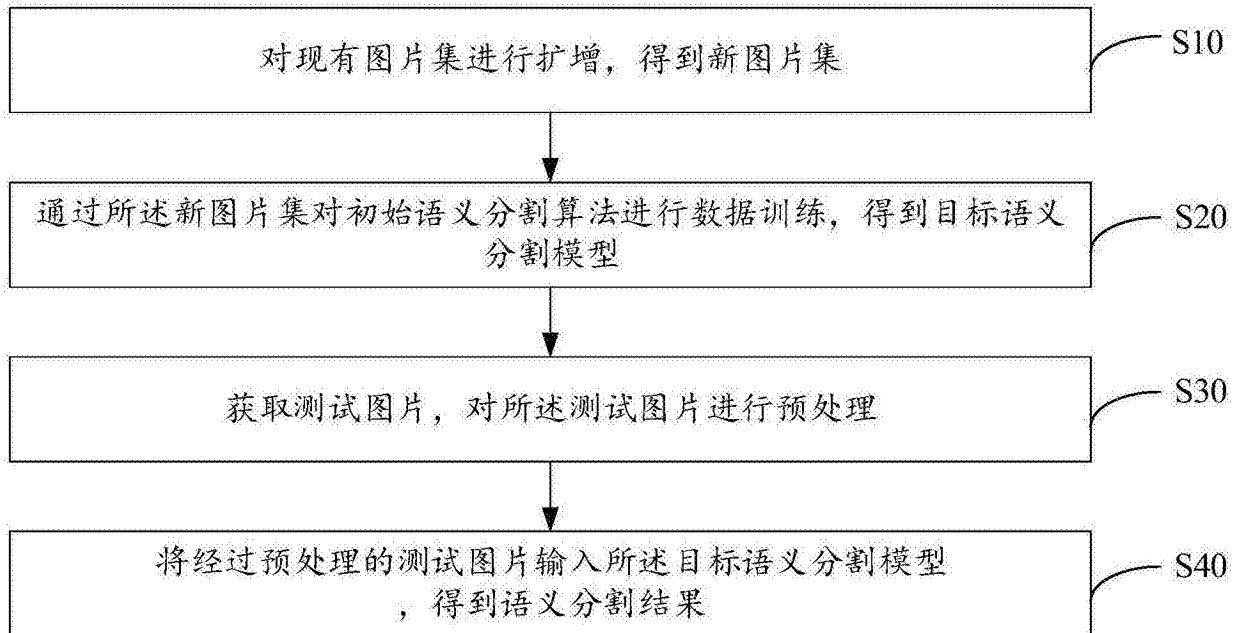 对现有图片集进行扩增，得到新图片集
S10
通过所述新图片集对初始语义分割算法进行数据训练，得到目标语义
分割模型
S20
获取测试图片，对所述测试图片进行预处理
S30
将经过预处理的测试图片输入所述目标语义分割模型
，得到语义分割结果
S40